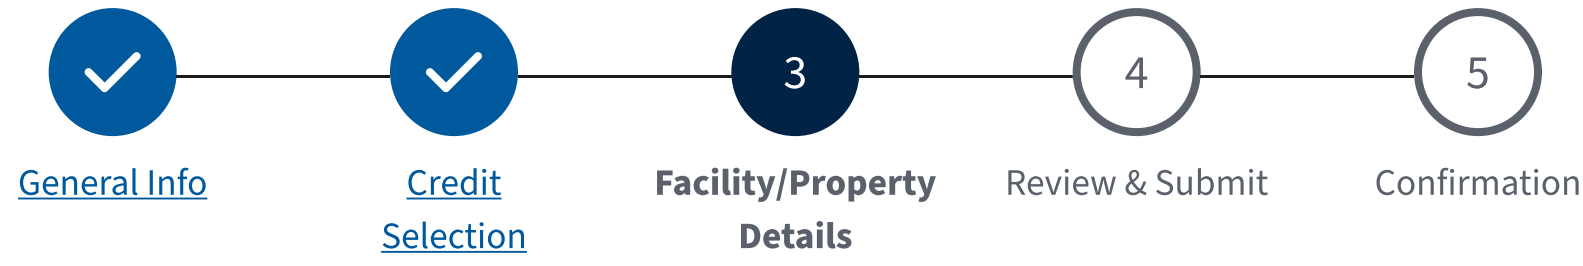 3
4
5
General Info
Credit
Selection
Facility/Property
Details
Review & Submit
Confirmation